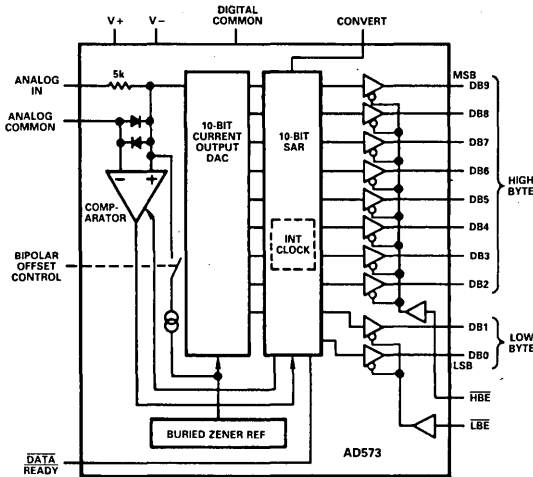 V+ V−
DIGITAL
COMMON
CONVERT
ANALOG
IN
5k
ANALOG
COMMON
10-BIT
CURRENT
OUTPUT
DAC
10-BIT
SAR
INT
CLOCK
− +
COMP-
ARATOR
BIPOLAR
OFFSET
CONTROL
BURIED ZENER REF
DATA
READY
AD573
MSB
DB9
DB8
DB7
DB6
DB5
DB4
DB3
DB2
HIGH
BYTE
DB1
DB0
LSB
LOW
BYTE
HBE
LBE